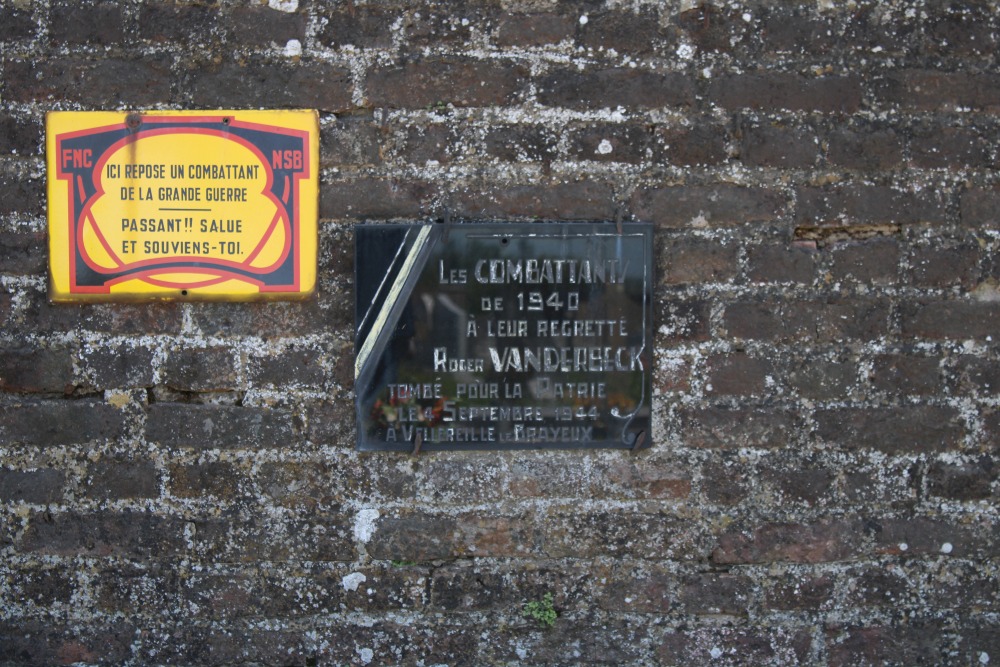 FNC NSB
ICI REPOSE UN COMBATTANT
DE LA GRANDE GUERRE
PASSANT!! SALUE
ET SOUVIENS-TOI.
LES COMBATTANTS
DE 1940
À LEUR REGRETTÉ
ROGER VANDERBECK
TOMBÉ POUR LA PATRIE
LE 4 SEPTEMBRE 1944
À LE